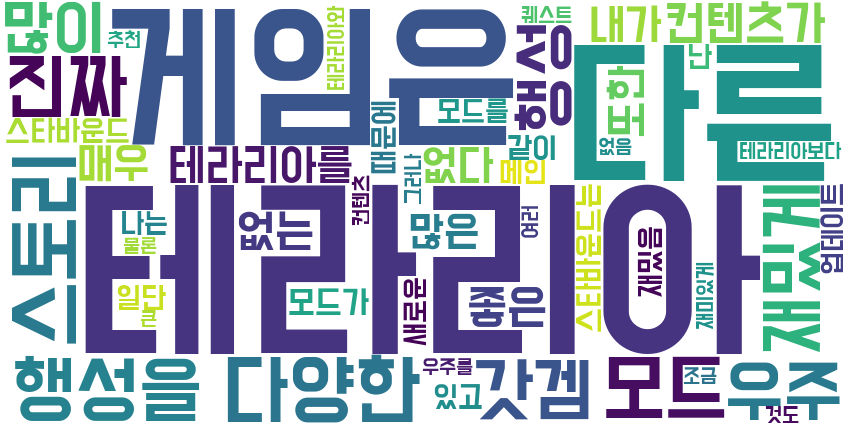 많이
추천
게임은
테라리아와
퀘스트
내가
컨텐츠가
진짜
행성
다른
난
또한
모드를
때문에
스타바운드
매우
테라리아를
없다
같이
메인
없음
테라리아보다
스토리
테라리아
나는
물론
없는
컨텐츠
그러나
많은
여러
스타바운드는
재밌음
재미있게
재밌게
업데이트
일단
큰
모드가
새로운
좋은
행성을
다양한
우주를
있고
갓겜
모드
조금
우주
것도